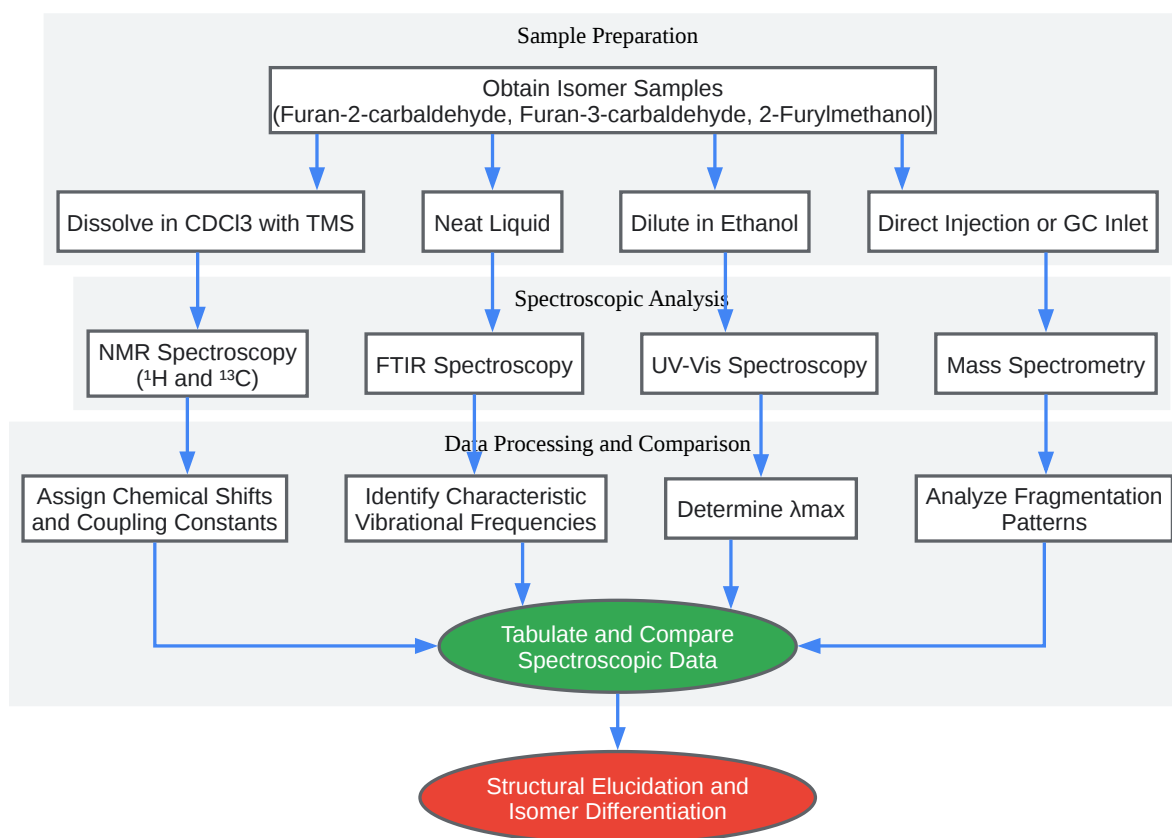 Sample Preparation
Obtain Isomer Samples
(Furan-2-carbaldehyde, Furan-3-carbaldehyde, 2-Furylmethanol)
Dissolve in CDCl3 with TMS
Neat Liquid
Dilute in Ethanol
Direct Injection or GC Inlet
Spectroscopic Analysis
NMR Spectroscopy
(¹H and ¹³C)
FTIR Spectroscopy
UV-Vis Spectroscopy
Mass Spectrometry
Data Processing and Comparison
Assign Chemical Shifts
and Coupling Constants
Identify Characteristic
Vibrational Frequencies
Determine λmax
Analyze Fragmentation
Patterns
Tabulate and Compare
Spectroscopic Data
Structural Elucidation and
Isomer Differentiation